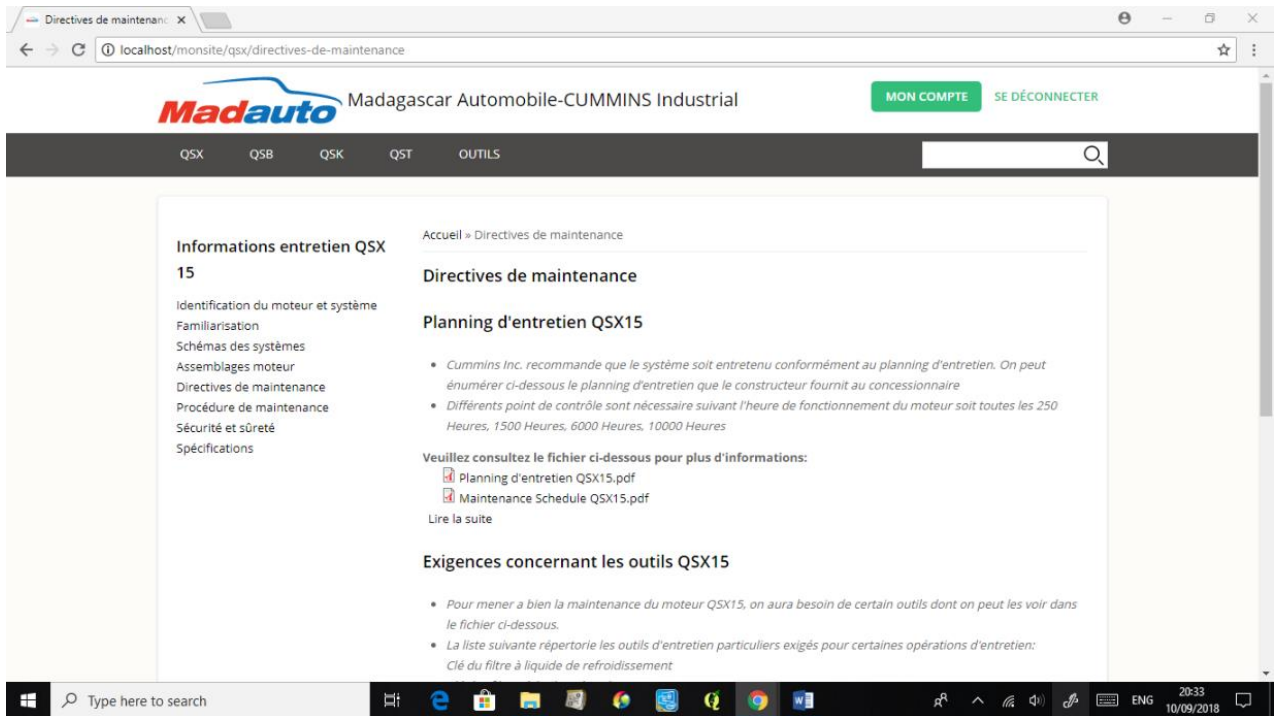 Directives de maintenanc
localhost/monsite/qsx/directives-de-maintenance
Madauto
Madagascar Automobile-CUMMINS Industrial
MON COMPTE
SE DÉCONNECTER
QSX
QSB
QSK
QST
OUTILS
Informations entretien QSX
15
Identification du moteur et système
Familiarisation
Schémas des systèmes
Assemblages moteur
Directives de maintenance
Procédure de maintenance
Sécurité et sûreté
Spécifications
Accueil » Directives de maintenance
Directives de maintenance
Planning d'entretien QSX15
• Cummins Inc. recommande que le système soit entretenu conformément au planning d'entretien. On peut
énumérer ci-dessous le planning d'entretien que le constructeur fournit au concessionnaire
• Différents point de contrôle sont nécessaire suivant l'heure de fonctionnement du moteur soit toutes les 250
Heures, 1500 Heures, 6000 Heures, 10000 Heures
Veuillez consultez le fichier ci-dessous pour plus d'informations:
Planning d'entretien QSX15.pdf
Maintenance Schedule QSX15.pdf
Lire la suite
Exigences concernant les outils QSX15
• Pour mener a bien la maintenance du moteur QSX15, on aura besoin de certain outils dont on peut les voir dans
le fichier ci-dessous.
• La liste suivante répertorie les outils d'entretien particuliers exigés pour certaines opérations d'entretien:
Clé du filtre à liquide de refroidissement
Type here to search
ENG
20:33
10/09/2018